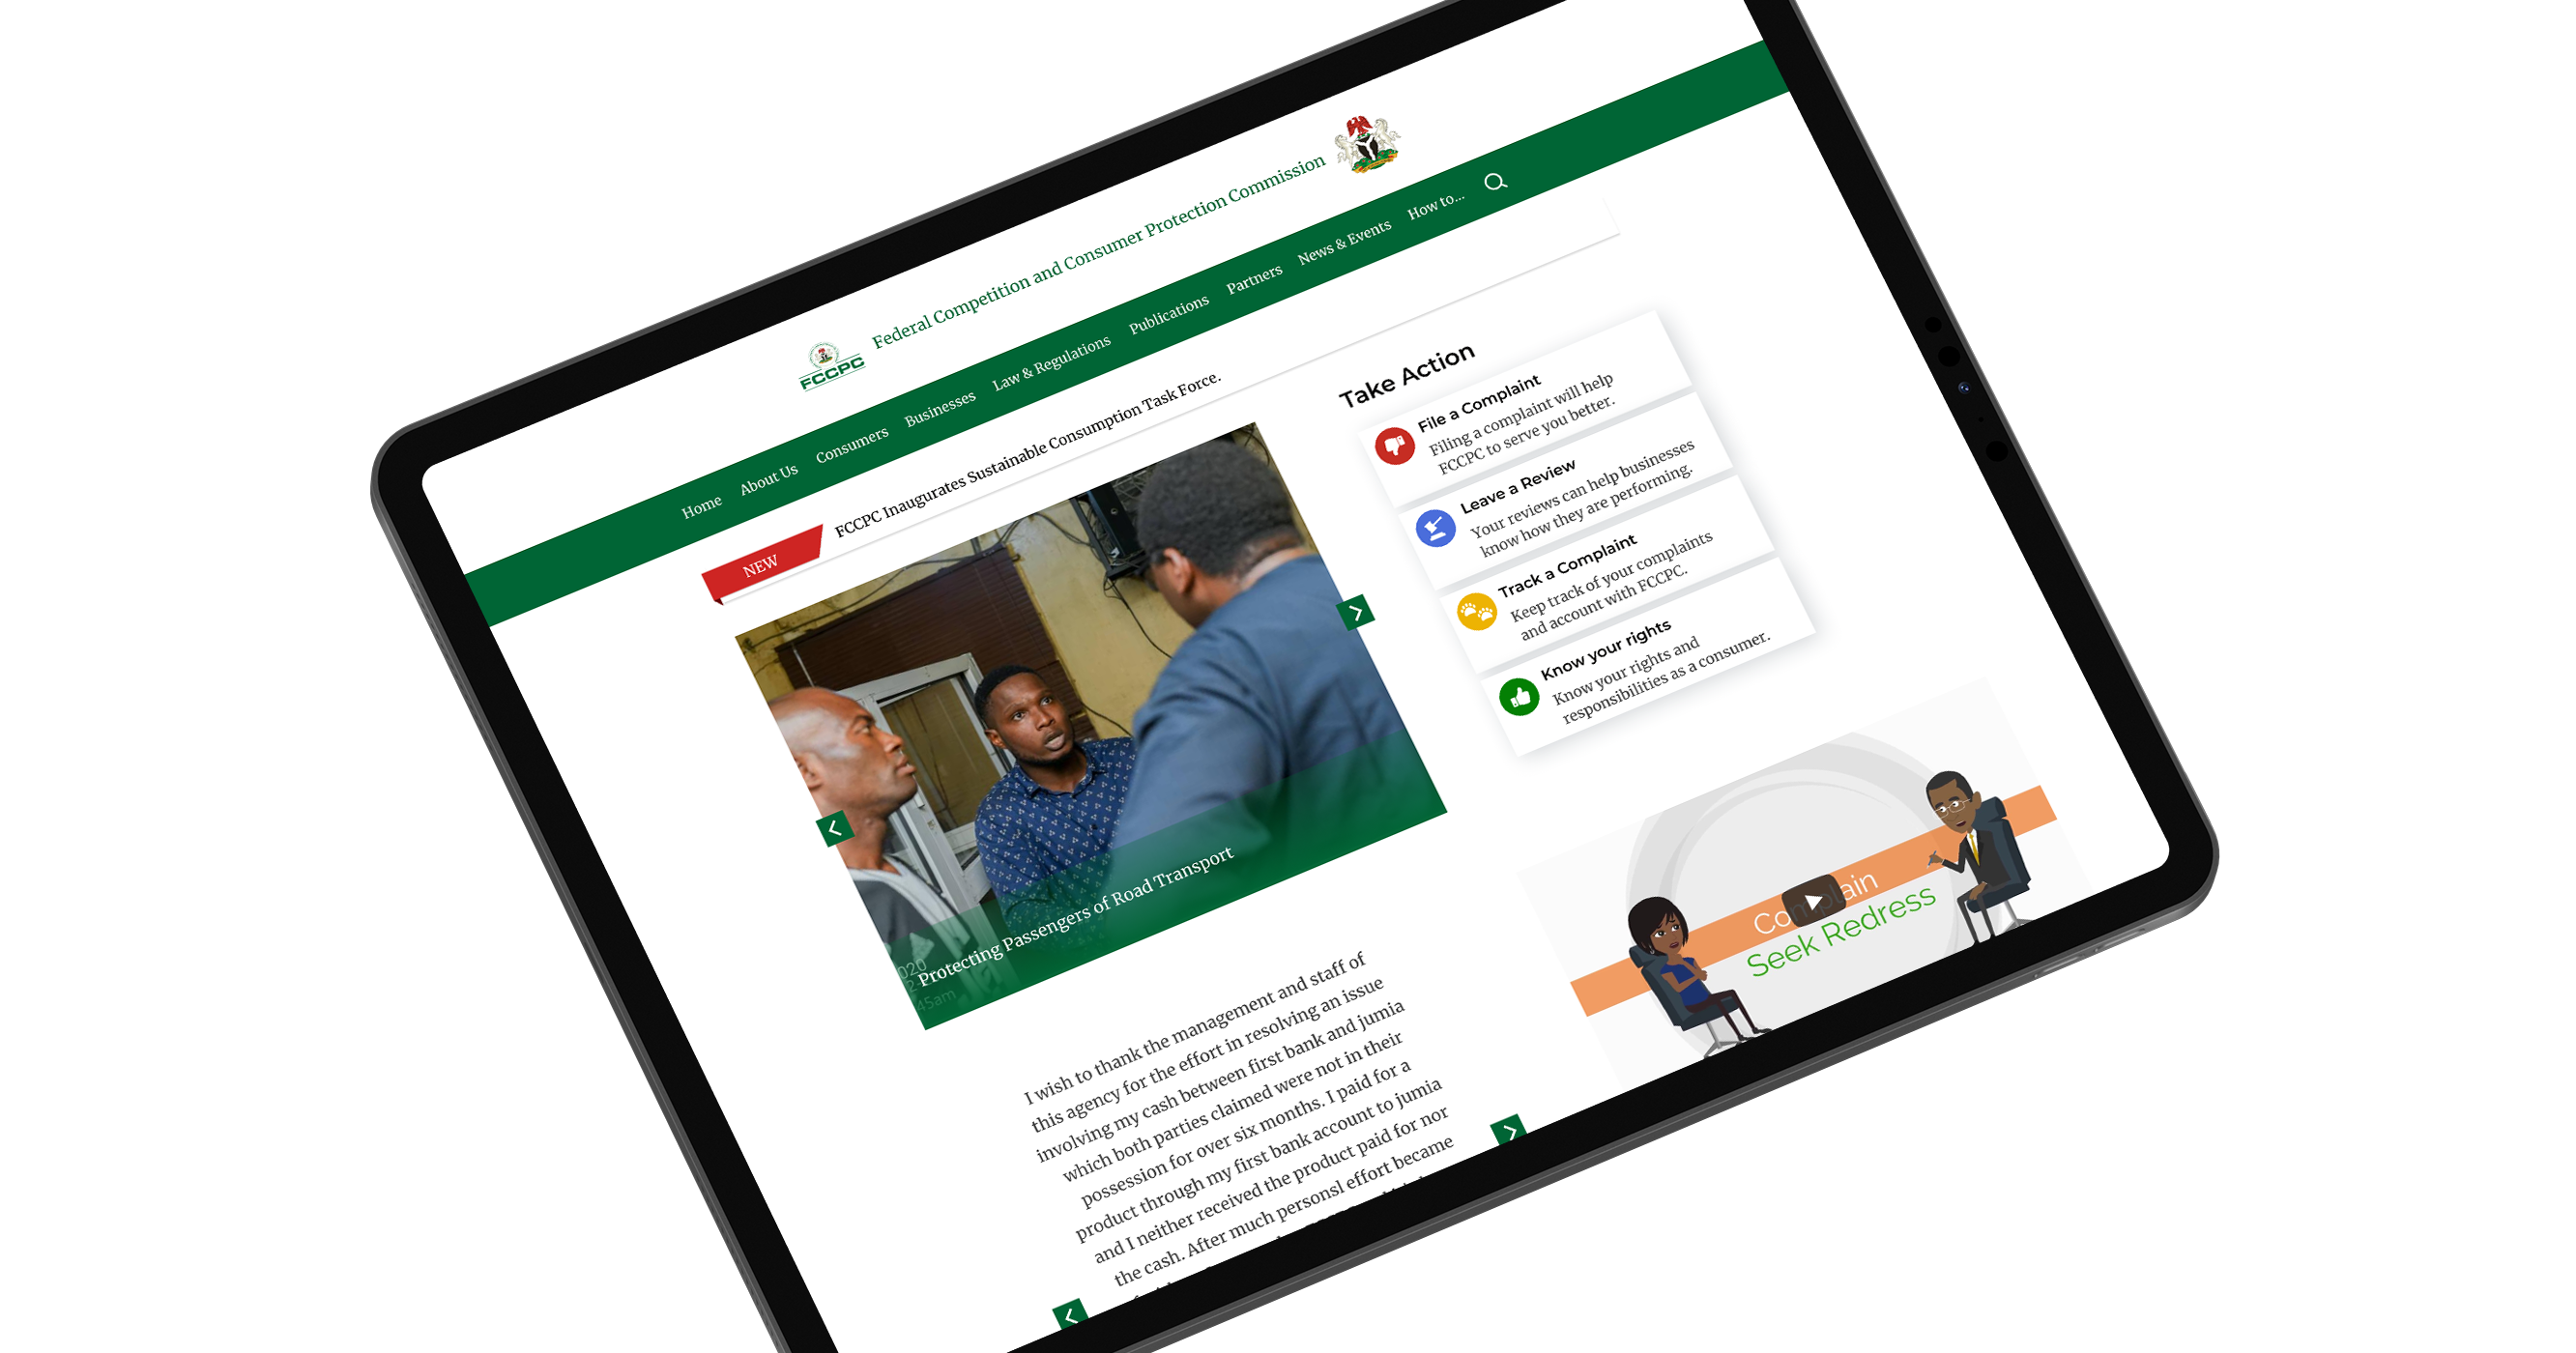 Federal Competition and Consumer Protection Commission
FCCPC
Home About Us Consumers Businesses Law & Regulations Publications Partners News & Events How to...
NEW
FCCPC Inaugurates Sustainable Consumption Task Force.
Protecting Passengers of Road Transport
020
45am
Take Action
File a Complaint
Filing a complaint will help
FCCPC to serve you better.
Leave a Review
Your reviews can help businesses
know how they are performing.
Track a Complaint
Keep track of your complaints
and account with FCCPC.
Know your rights
Know your rights and
responsibilities as a consumer.
Seek Redress
I wish to thank the management and staff of
this agency for the effort in resolving an issue
involving my cash between first bank and jumia
which both parties claimed were not in their
possession for over six months. I paid for a
product through my first bank account to jumia
and I neither received the product paid for nor
the cash. After much personsl effort became